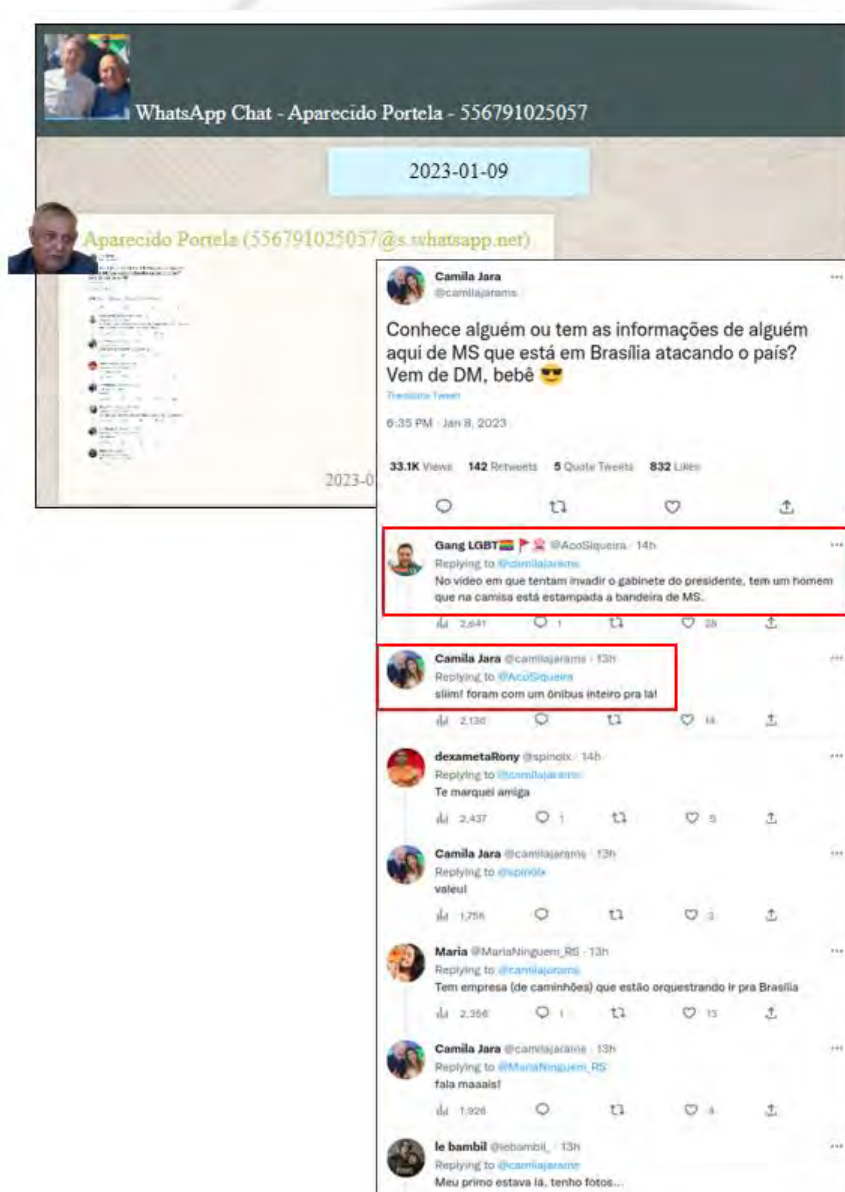 WhatsApp Chat - Aparecido Portela - 556791025057
2023-01-09
Aparecido Portela (556791025057@s.whatsapp.net)
2023-0
Camila Jara
@camilajarams
Conhece alguém ou tem as informações de alguém
aqui de MS que está em Brasília atacando o país?
Vem de DM, bebê 😎
Translate Tweet
6:35 PM · Jan 8, 2023
33.1K Views 142 Retweets 5 Quote Tweets 832 Likes
Gang LGBT🏳️‍🌈 🚩 @AcoSiqueira · 14h
Replying to @camilajarams
No vídeo em que tentam invadir o gabinete do presidente, tem um homem
que na camisa está estampada a bandeira de MS.
2,641 1 28
Camila Jara @camilajarams · 13h
Replying to @AcoSiqueira
sliim! foram com um ônibus inteiro pra lá!
2,136 14
dexametaRony @spinolx · 14h
Replying to @camilajarams
Te marquei amiga
2,437 1 5
Camila Jara @camilajarams · 13h
Replying to @spinolx
valeu!
1,756 3
Maria @MariaNinguem_RS · 13h
Replying to @camilajarams
Tem empresa (de caminhões) que estão orquestrando ir pra Brasília
2,356 1 13
Camila Jara @camilajarams · 13h
Replying to @MariaNinguem_RS
fala maaais!
1,926 4
le bambil @lebambil_ · 13h
Replying to @camilajarams
Meu primo estava lá, tenho fotos...